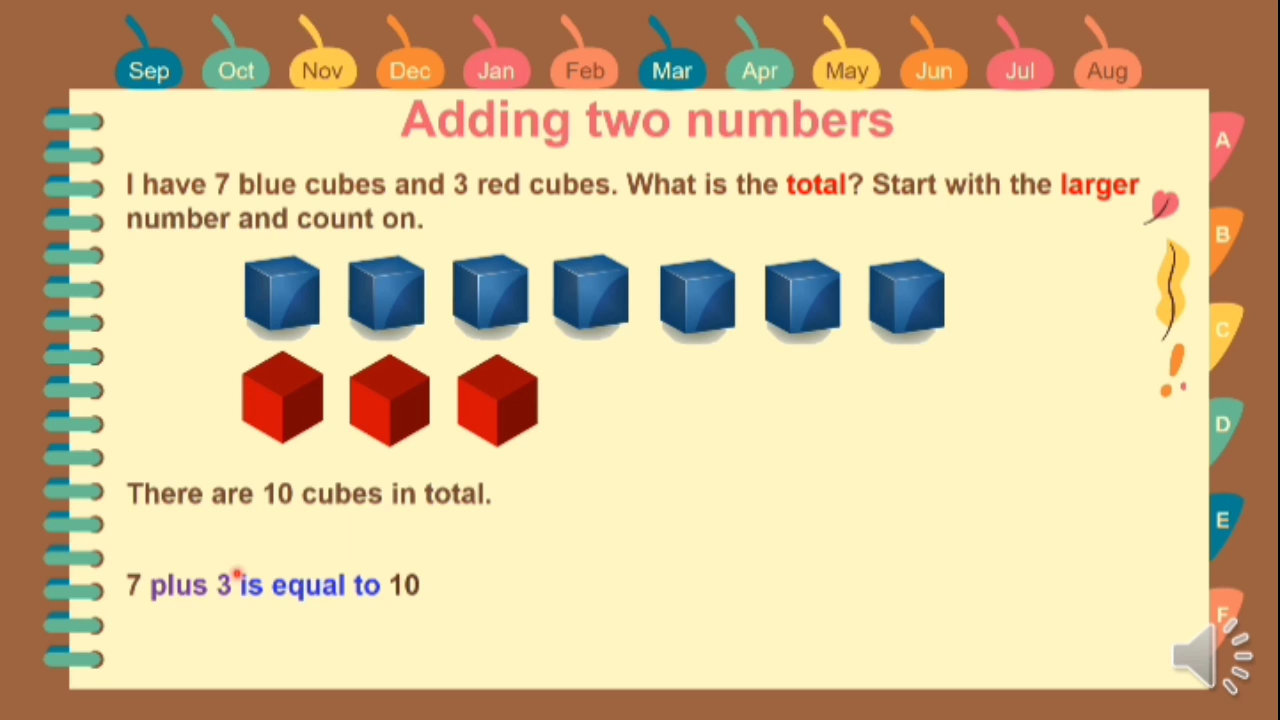 Sep Oct Nov Dec Jan Feb Mar Apr May Jun Jul Aug
Adding two numbers
I have 7 blue cubes and 3 red cubes. What is the total? Start with the larger
number and count on.
There are 10 cubes in total.
7 plus 3 is equal to 10
A
B
C
D
E
F